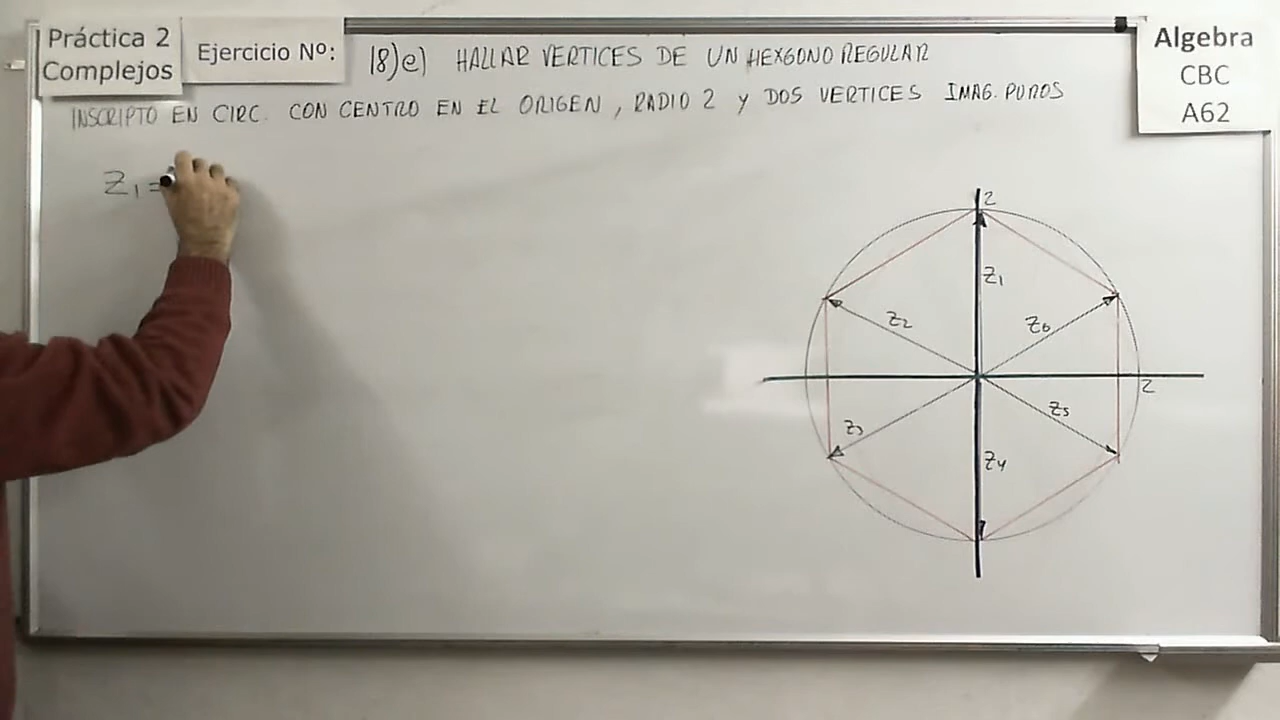 Práctica 2
Complejos
Ejercicio Nº:
18)e) HALLAR VERTICES DE UN HEXGONO REGULAR
INSCRIPTO EN CIRC. CON CENTRO EN EL ORIGEN, RADIO 2 Y DOS VERTICES IMAG. PUROS
Algebra
CBC
A62
Z1 =
2
Z1
Z2
Z6
2
Z3
Z5
Z4